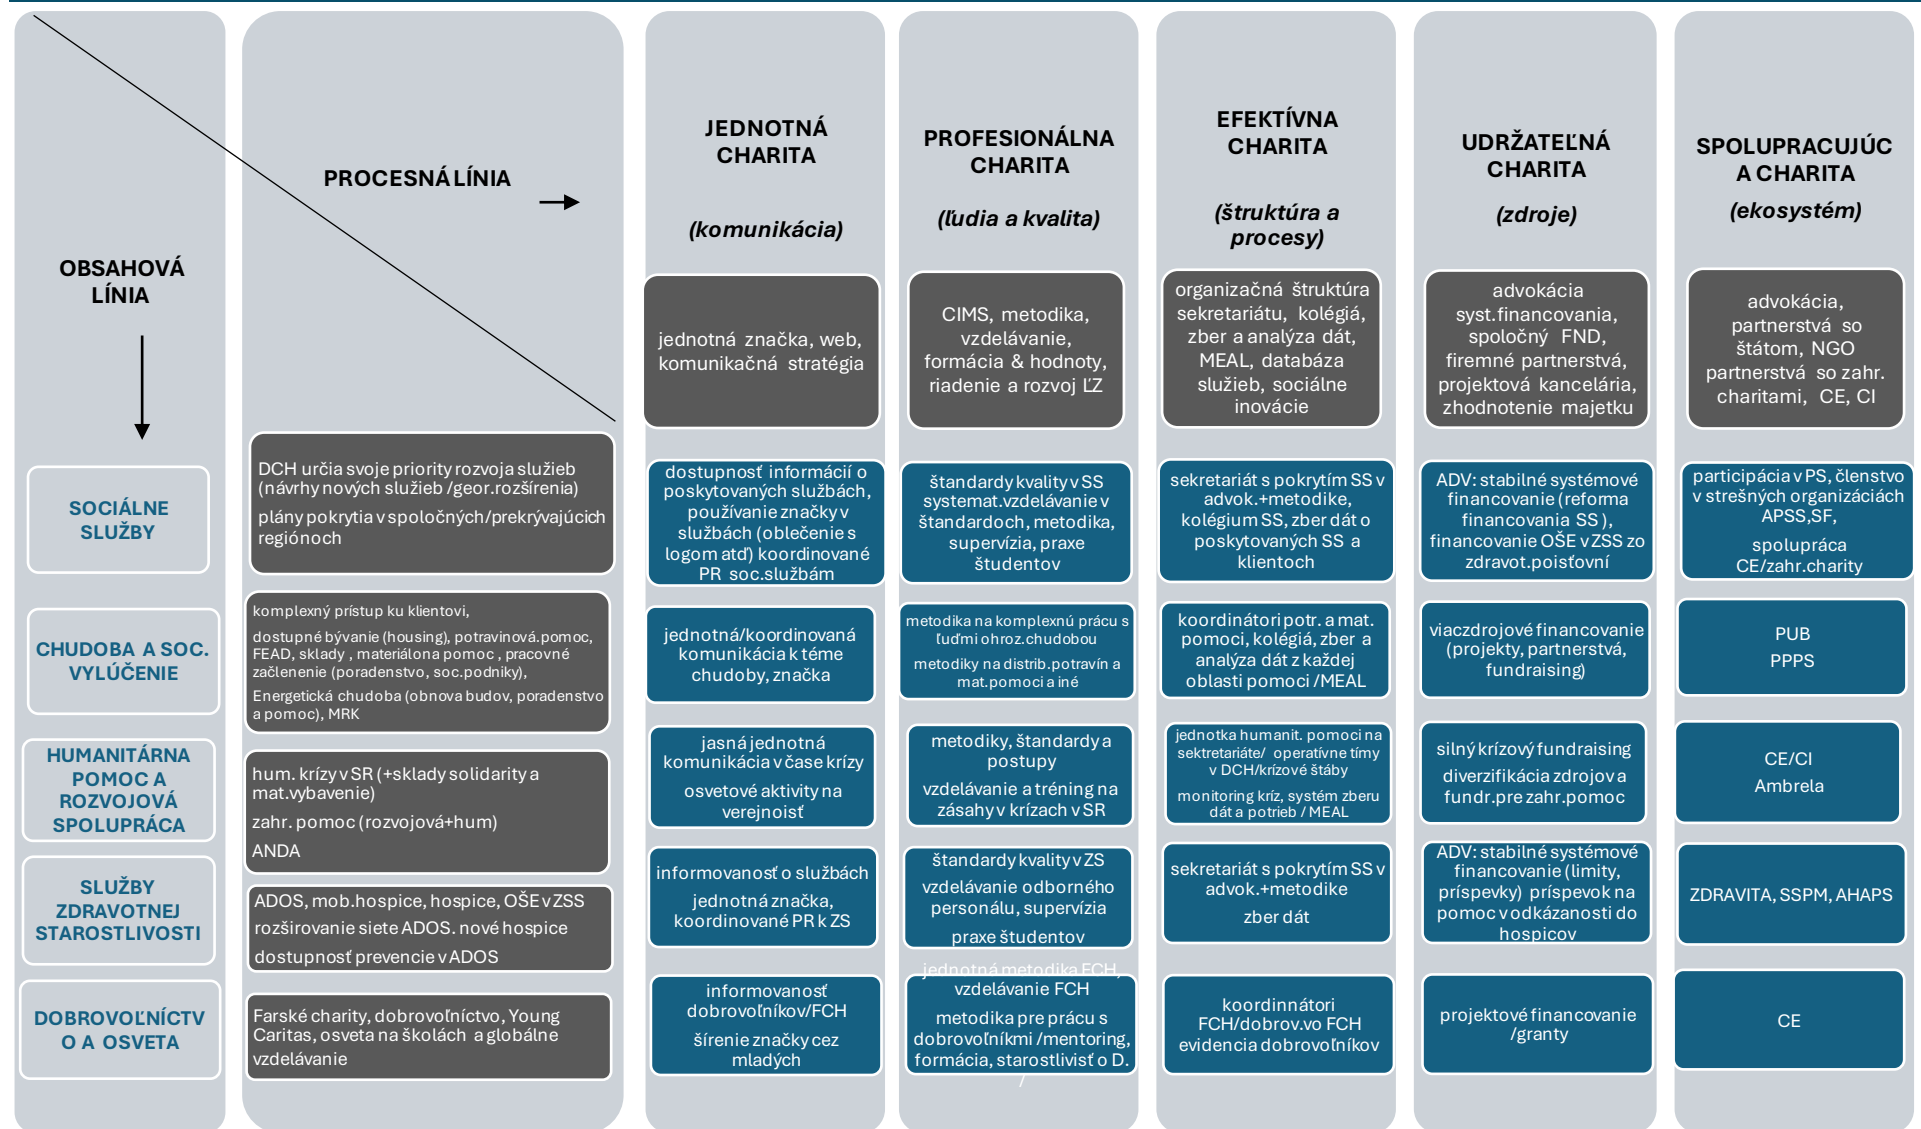 OBSAHOVÁ
LÍNIA
PROCESNÁ LÍNIA
JEDNOTNÁ
CHARITA
(komunikácia)
PROFESIONÁLNA
CHARITA
(ľudia a kvalita)
EFEKTÍVNA
CHARITA
(štruktúra a
procesy)
UDRŽATEĽNÁ
CHARITA
(zdroje)
SPOLUPRACUJÚC
A CHARITA
(ekosystém)
jednotná značka, web,
komunikačná stratégia
CIMS, metodika,
vzdelávanie,
formácia & hodnoty,
riadenie a rozvoj ĽZ
organizačná štruktúra
sekretariátu, kolégiá,
zber a analýza dát,
MEAL, databáza
služieb, sociálne
inovácie
advokácia
syst.financovania,
spoločný FND,
firemné partnerstvá,
projektová kancelária,
zhodnotenie majetku
advokácia,
partnerstvá so
štátom, NGO
partnerstvá so zahr.
charitami, CE, CI
SOCIÁLNE
SLUŽBY
DCH určia svoje priority rozvoja služieb
(návrhy nových služieb /geor.rozšírenia)
plány pokrytia v spoločných/prekrývajúcich
regiónoch
dostupnosť informácií o
poskytovaných službách,
používanie značky v
službách (oblečenie s
logom atď) koordinované
PR soc.službám
štandardy kvality v SS
systemat.vzdelávanie v
štandardoch, metodika,
supervízia, praxe
študentov
sekretariát s pokrytím SS v
advok.+metodike,
kolégium SS, zber dát o
poskytovaných SS a
klientoch
ADV: stabilné systémové
financovanie (reforma
financovania SS ),
financovanie OŠE v ZSS zo
zdravot.poisťovní
participácia v PS, členstvo
v strešných organizáciách
APSS,SF,
spolupráca
CE/zahr.charity
CHUDOBA A SOC.
VYLÚČENIE
komplexný prístup ku klientovi,
dostupné bývanie (housing), potravinová.pomoc,
FEAD, sklady , materiálona pomoc , pracovné
začlenenie (poradenstvo, soc.podniky),
Energetická chudoba (obnova budov, poradenstvo
a pomoc), MRK
jednotná/koordinovaná
komunikácia k téme
chudoby, značka
metodika na komplexnú prácu s
ľuďmi ohroz.chudobou
metodiky na distrib.potravín a
mat.pomoci a iné
koordinátori potr. a mat.
pomoci, kolégiá, zber a
analýza dát z každej
oblasti pomoci /MEAL
viaczdrojové financovanie
(projekty, partnerstvá,
fundraising)
PUB
PPPS
HUMANITÁRNA
POMOC A
ROZVOJOVÁ
SPOLUPRÁCA
hum. krízy v SR (+sklady solidarity a
mat.vybavenie)
zahr. pomoc (rozvojová+hum)
ANDA
jasná jednotná
komunikácia v čase krízy
osvetové aktivity na
verejnoisť
metodiky, štandardy a
postupy
vzdelávanie a tréning na
zásahy v krízach v SR
jednotka humanit. pomoci na
sektretariáte/ operatívne tímy
v DCH/krízové štáby
monitoring kríz, systém zberu
dát a potrieb / MEAL
silný krízový fundraising
diverzifikácia zdrojov a
fundr.pre zahr.pomoc
CE/CI
Ambrela
SLUŽBY
ZDRAVOTNEJ
STAROSTLIVOSTI
ADOS, mob.hospice, hospice, OŠE v ZSS
rozširovanie siete ADOS. nové hospice
dostupnosť prevencie v ADOS
informovanosť o službách
jednotná značka,
koordinované PR k ZS
štandardy kvality v ZS
vzdelávanie odborného
personálu, supervízia
praxe študentov
sekretariát s pokrytím SS v
advok.+metodike
zber dát
ADV: stabilné systémové
financovanie (limity,
príspevky) príspevok na
pomoc v odkázanosti do
hospicov
ZDRAVITA, SSPM, AHAPS
DOBROVOĽNÍCTV
O A OSVETA
Farské charity, dobrovoľníctvo, Young
Caritas, osveta na školách a globálne
vzdelávanie
informovanosť
dobrovoľníkov/FCH
šírenie značky cez
mladých
jednotná metodika FCH,
vzdelávanie FCH
metodika pre prácu s
dobrovoľníkmi /mentoring,
formácia, starostlivisť o D.
/
koordinnátori
FCH/dobrov.vo FCH
evidencia dobrovoľníkov
projektové financovanie
/granty
CE